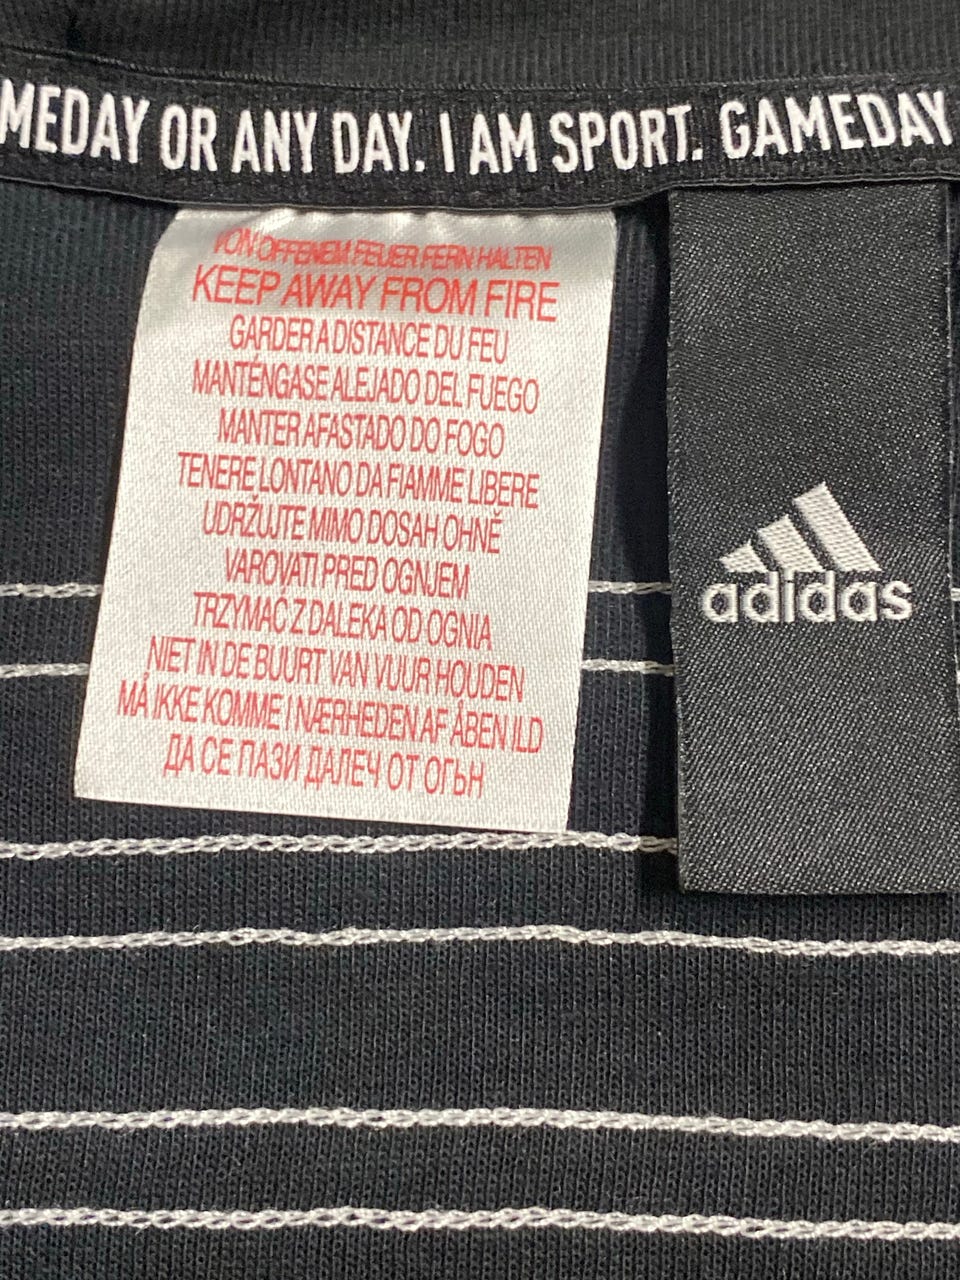 MEDAY OR ANY DAY. I AM SPORT. GAMEDAY
VON OFFENEM FEUER FERN HALTEN
KEEP AWAY FROM FIRE
GARDER A DISTANCE DU FEU
MANTÉNGASE ALEJADO DEL FUEGO
MANTER AFASTADO DO FOGO
TENERE LONTANO DA FIAMME LIBERE
UDRŽUJTE MIMO DOSAH OHNĚ
VAROVATI PRED OGNJEM
TRZYMAĆ Z DALEKA OD OGNIA
NIET IN DE BUURT VAN VUUR HOUDEN
MÅ IKKE KOMME I NÆRHEDEN AF ÅBEN ILD
ДА СЕ ПАЗИ ДАЛЕЧ ОТ ОГЪН
adidas